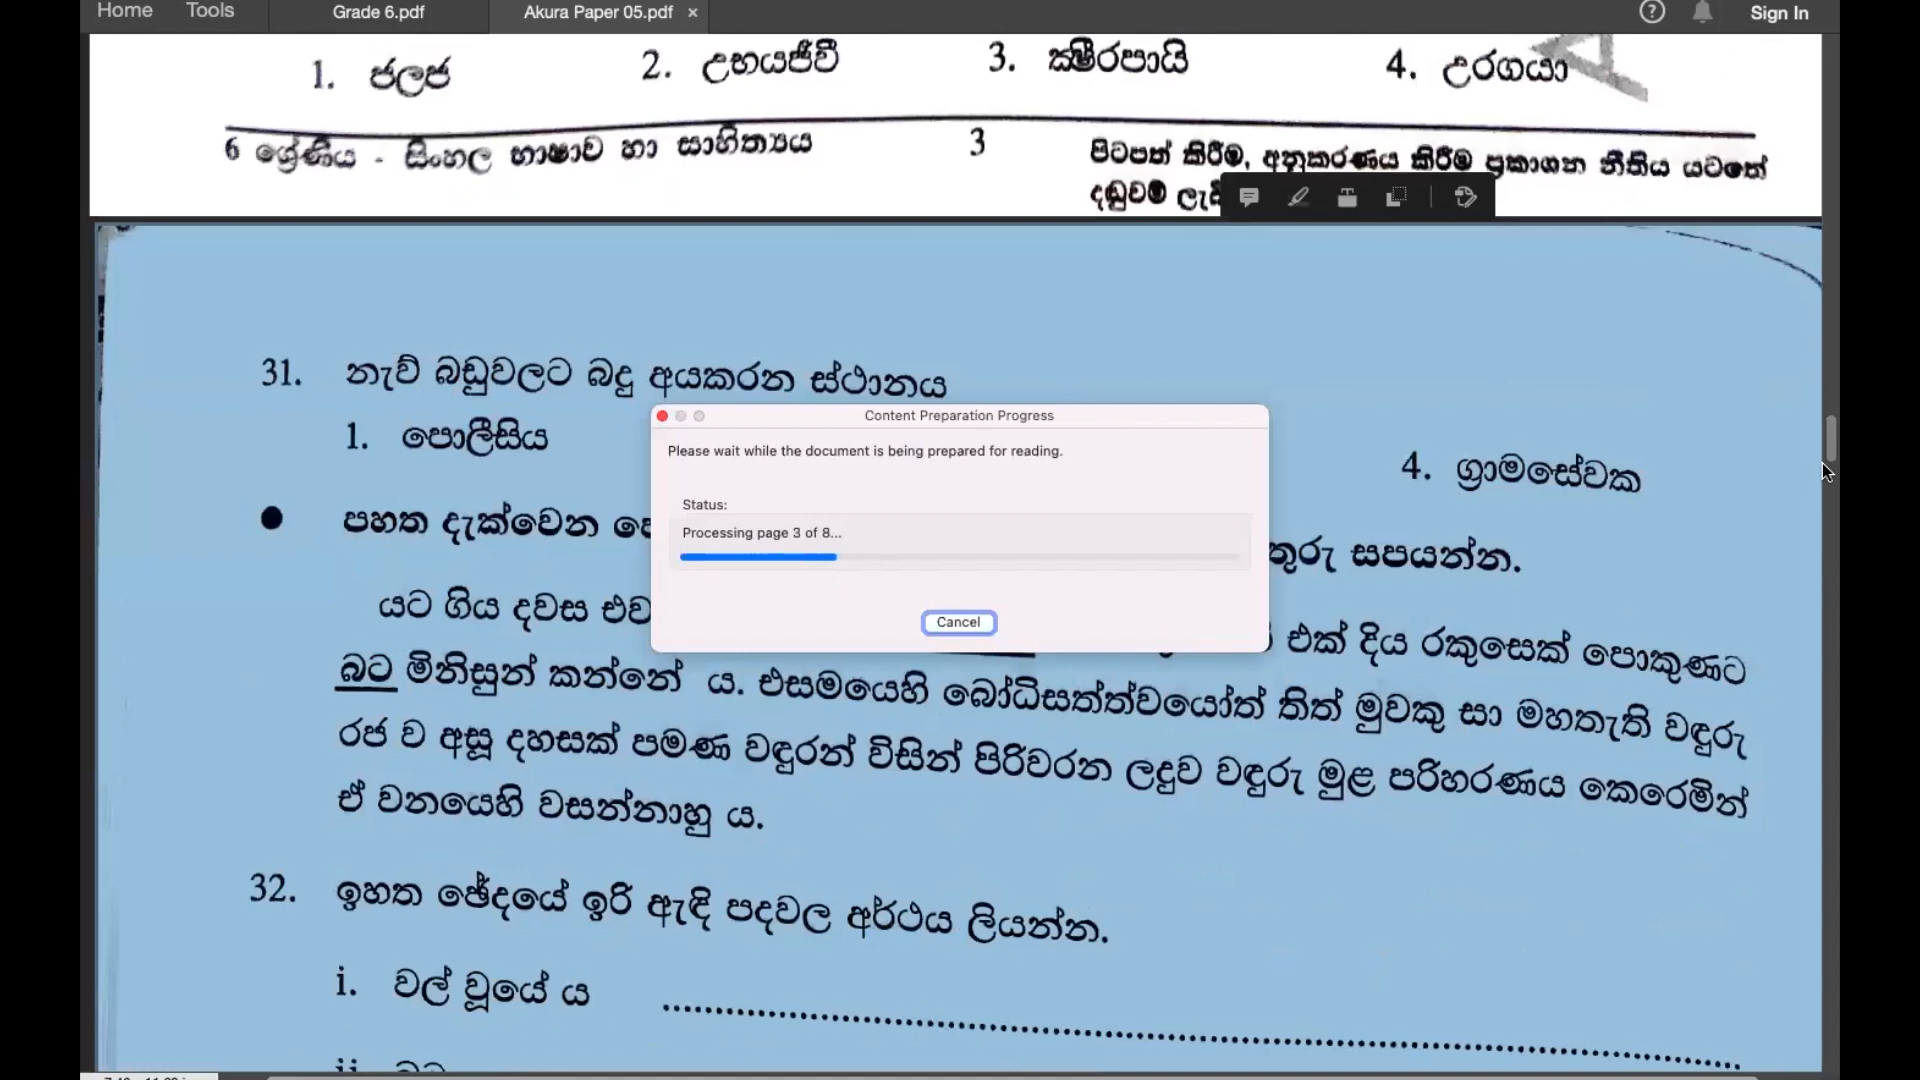 Home Tools Grade 6.pdf Akura Paper 05.pdf × Sign In
1. ජලජ 2. උභයජීවී 3. ක්ෂීරපායි 4. උරගයා
6 ශ්‍රේණිය - සිංහල භාෂාව හා සාහිත්‍යය 3 පිටපත් කිරීම, අනුකරණය කිරීම ප්‍රකාශන නීතිය යටතේ
දඬුවම්
31. නැව් බඩුවලට බදු අයකරන ස්ථානය
1. පොලීසිය 4. ග්‍රාමසේවක
Content Preparation Progress
Please wait while the document is being prepared for reading.
Status:
Processing page 3 of 8...
Cancel
● පහත දැක්වෙන සපයන්න.
යට ගිය දවස එක් දිය රකුසෙක් පොකුණට
බට මිනිසුන් කන්නේ ය. එසමයෙහි බෝධිසත්ත්වයෝත් තිත් මුවකු සා මහතැති වඳුරු
රජ ව අසූ දහසක් පමණ වඳුරන් විසින් පිරිවරන ලදුව වඳුරු මුළ පරිහරණය කෙරෙමින්
ඒ වනයෙහි වසන්නාහු ය.
32. ඉහත ඡේදයේ ඉරි ඇඳි පදවල අර්ථය ලියන්න.
i. වල් වූයේ ය